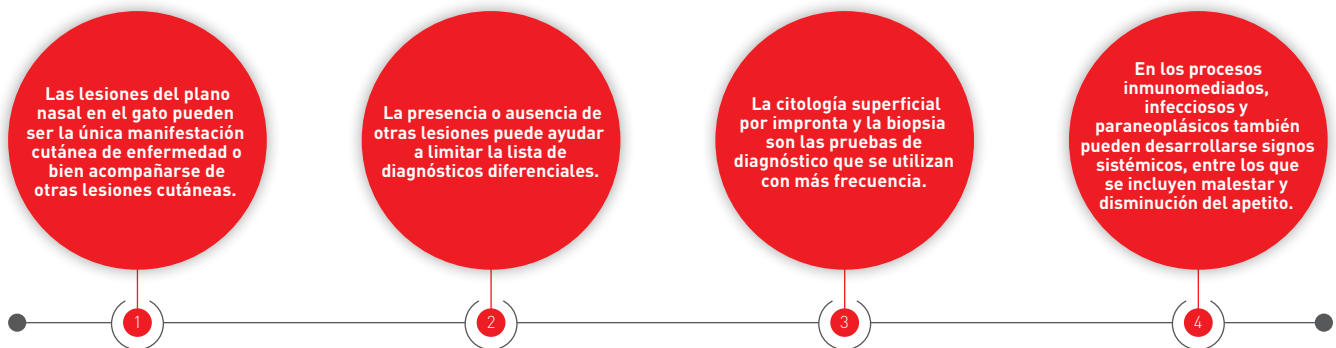 Las lesiones del plano
nasal en el gato pueden
ser la única manifestación
cutánea de enfermedad o
bien acompañarse de
otras lesiones cutáneas.
La presencia o ausencia de
otras lesiones puede ayudar
a limitar la lista de
diagnósticos diferenciales.
La citología superficial
por impronta y la biopsia
son las pruebas de
diagnóstico que se utilizan
con más frecuencia.
En los procesos
inmunomediados,
infecciosos y
paraneoplásicos también
pueden desarrollarse signos
sistémicos, entre los que
se incluyen malestar y
disminución del apetito.
1
2
3
4